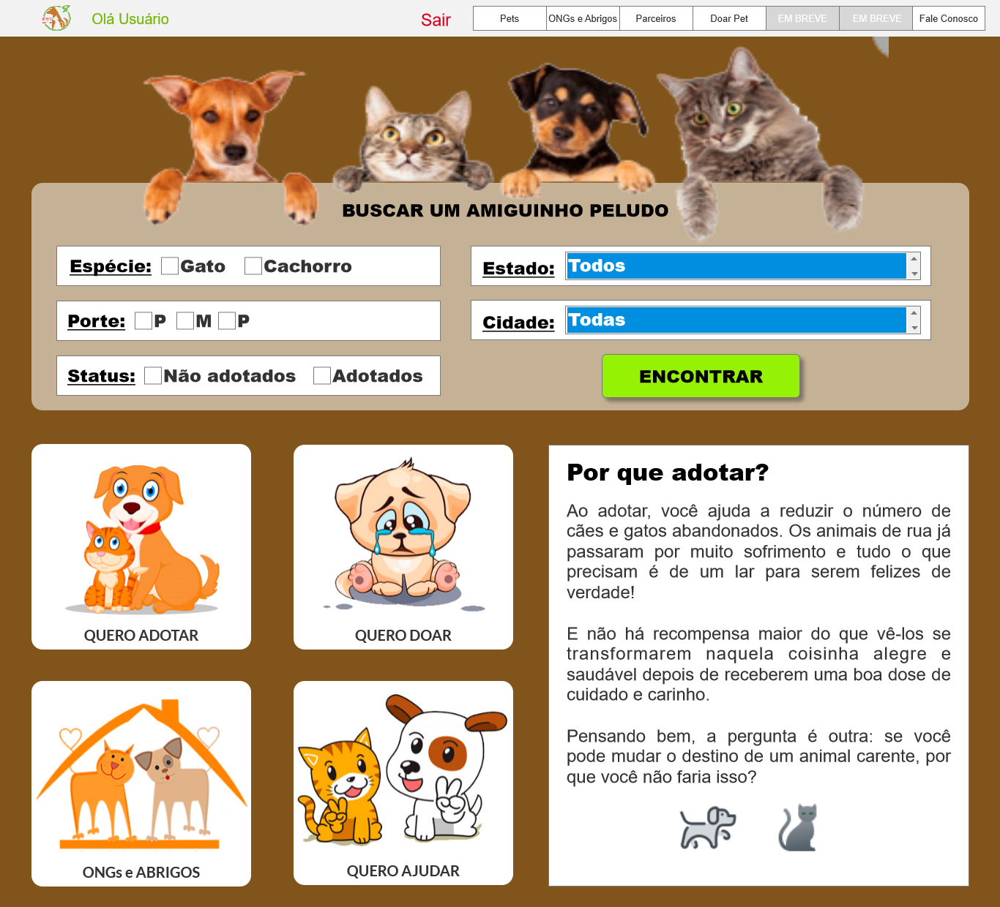 Olá Usuário
Sair
Pets
ONGs e Abrigos
Parceiros
Doar Pet
EM BREVE
EM BREVE
Fale Conosco
BUSCAR UM AMIGUINHO PELUDO
Espécie: Gato Cachorro
Estado: Todos
Porte: P M P
Cidade: Todas
Status: Não adotados Adotados
ENCONTRAR
QUERO ADOTAR
QUERO DOAR
ONGs e ABRIGOS
QUERO AJUDAR
Por que adotar?
Ao adotar, você ajuda a reduzir o número de
cães e gatos abandonados. Os animais de rua já
passaram por muito sofrimento e tudo o que
precisam é de um lar para serem felizes de
verdade!
E não há recompensa maior do que vê-los se
transformarem naquela coisinha alegre e
saudável depois de receberem uma boa dose de
cuidado e carinho.
Pensando bem, a pergunta é outra: se você
pode mudar o destino de um animal carente, por
que você não faria isso?